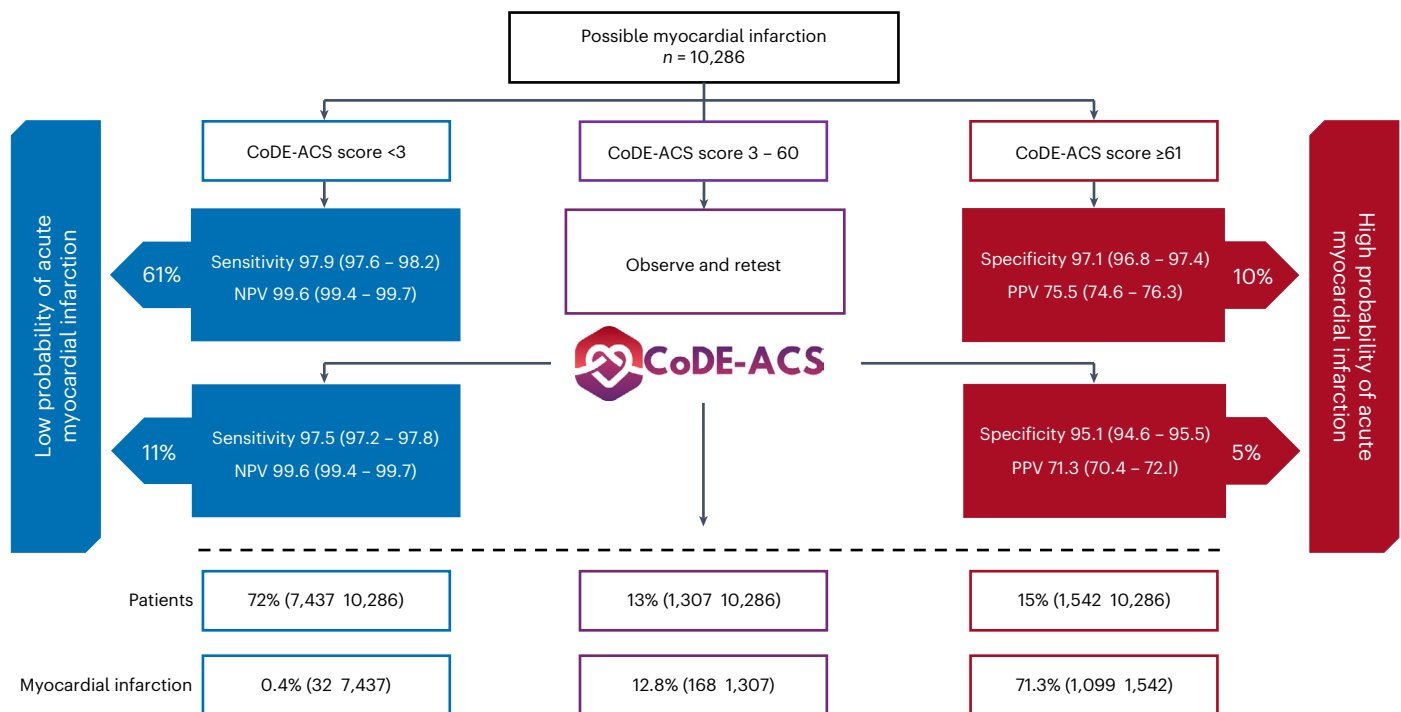 Possible myocardial infarction
n = 10,286
CoDE-ACS score <3
CoDE-ACS score 3 – 60
CoDE-ACS score ≥61
Low probability of acute
myocardial infarction
61%
Sensitivity 97.9 (97.6 – 98.2)
NPV 99.6 (99.4 – 99.7)
Observe and retest
Specificity 97.1 (96.8 – 97.4)
PPV 75.5 (74.6 – 76.3)
10%
High probability of acute
myocardial infarction
CoDE-ACS
11%
Sensitivity 97.5 (97.2 – 97.8)
NPV 99.6 (99.4 – 99.7)
Specificity 95.1 (94.6 – 95.5)
PPV 71.3 (70.4 – 72.I)
5%
Patients
72% (7,437 10,286)
13% (1,307 10,286)
15% (1,542 10,286)
Myocardial infarction
0.4% (32 7,437)
12.8% (168 1,307)
71.3% (1,099 1,542)